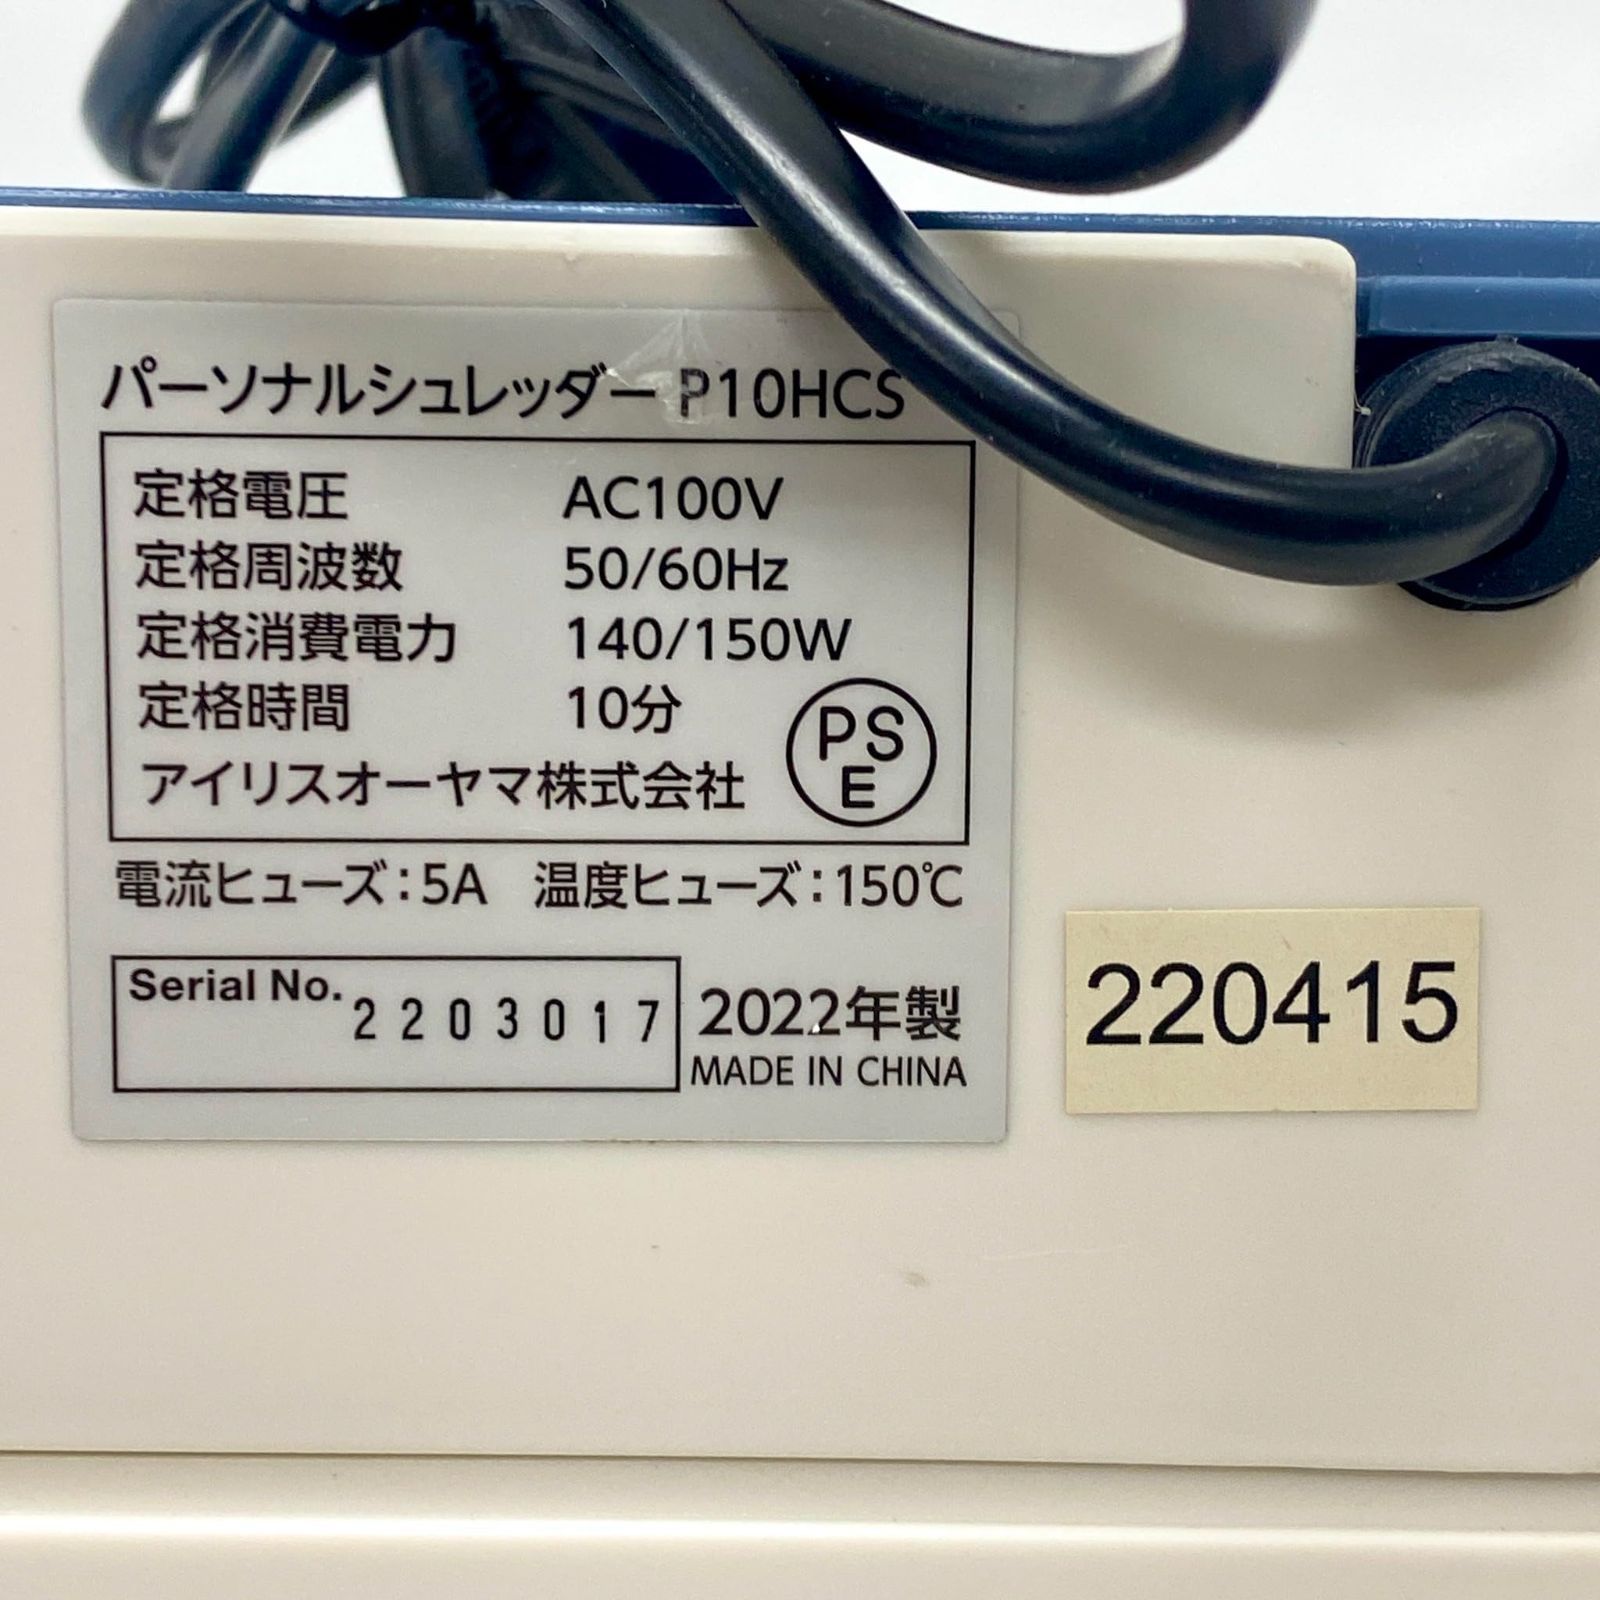 パーソナルシュレッダー P10HCS
定格電圧 AC100V
定格周波数 50/60Hz
定格消費電力 140/150W
定格時間 10分
アイリスオーヤマ株式会社
PS
E
電流ヒューズ:5A 温度ヒューズ:150℃
Serial No. 2203017
2022年製
MADE IN CHINA
220415